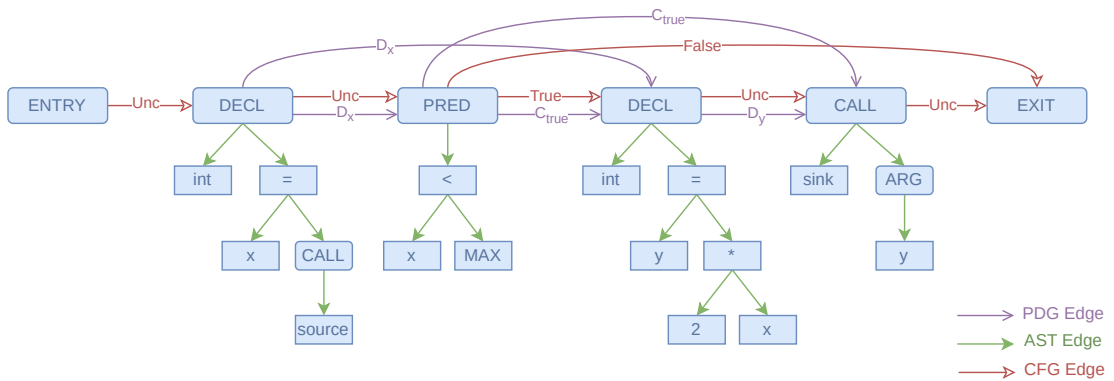 C_true
D_x
False
ENTRY
Unc
DECL
Unc
D_x
PRED
True
C_true
DECL
Unc
D_y
CALL
Unc
EXIT
int
=
<
int
=
sink
ARG
x
CALL
x
MAX
y
*
y
source
2
x
PDG Edge
AST Edge
CFG Edge